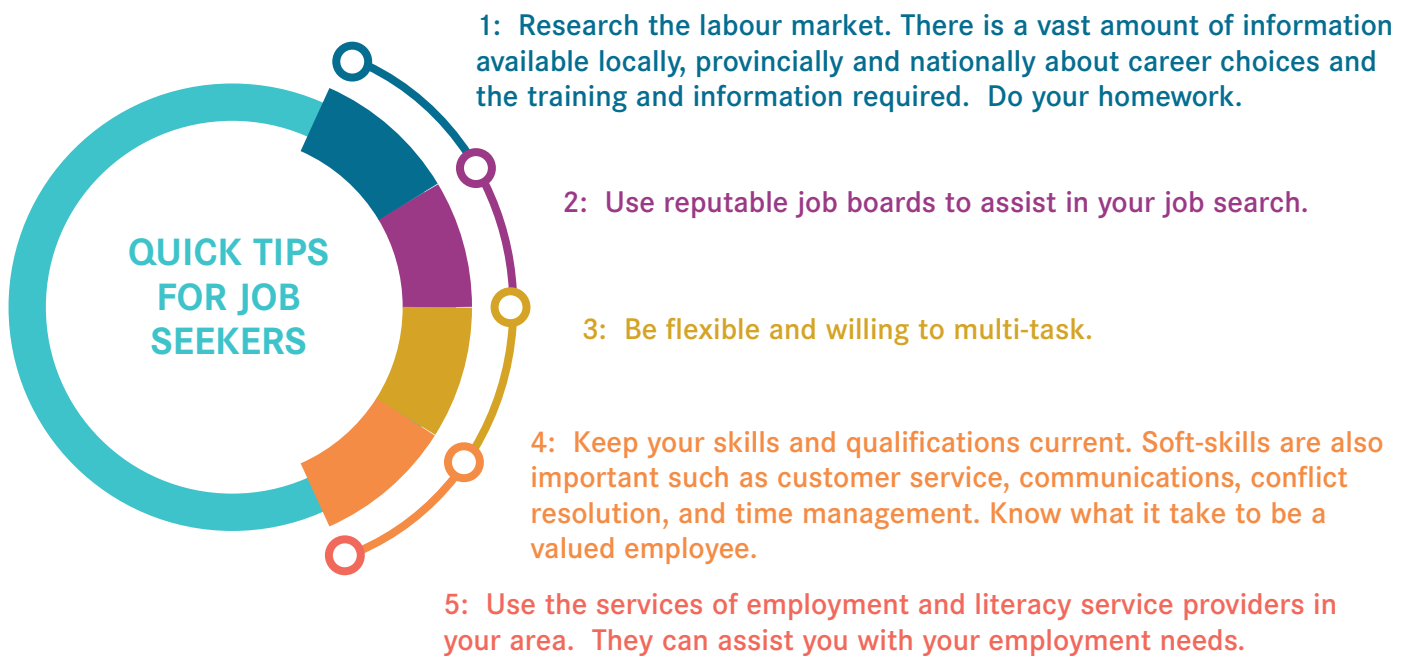 QUICK TIPS
FOR JOB
SEEKERS
1: Research the labour market. There is a vast amount of information
available locally, provincially and nationally about career choices and
the training and information required. Do your homework.
2: Use reputable job boards to assist in your job search.
3: Be flexible and willing to multi-task.
4: Keep your skills and qualifications current. Soft-skills are also
important such as customer service, communications, conflict
resolution, and time management. Know what it take to be a
valued employee.
5: Use the services of employment and literacy service providers in
your area. They can assist you with your employment needs.